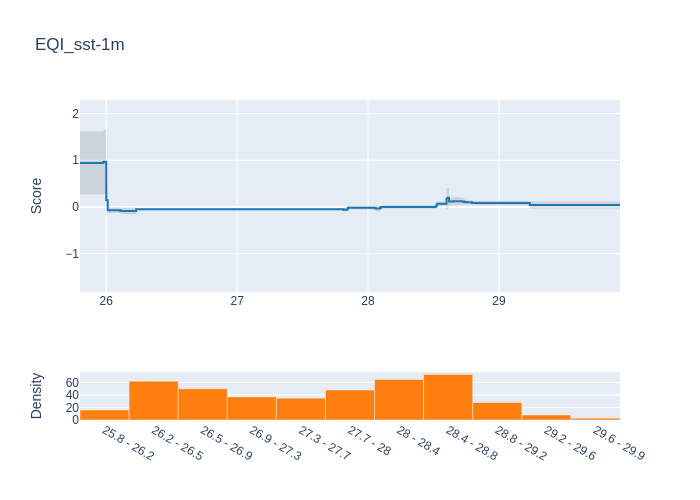 EQI_sst-1m
Score
2
1
0
−1
26
27
28
29
Density
60
40
20
0
25.8 - 26.2
26.2 - 26.5
26.5 - 26.9
26.9 - 27.3
27.3 - 27.7
27.7 - 28
28 - 28.4
28.4 - 28.8
28.8 - 29.2
29.2 - 29.6
29.6 - 29.9